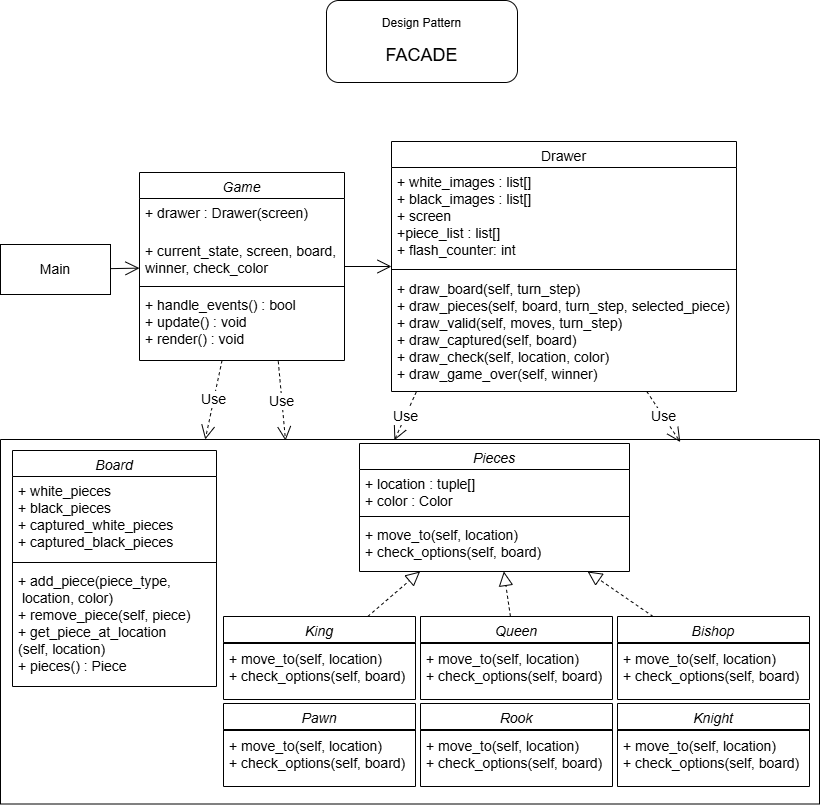 Design Pattern
FACADE
Main
Game
+ drawer : Drawer(screen)
+ current_state, screen, board,
winner, check_color
+ handle_events() : bool
+ update() : void
+ render() : void
Drawer
+ white_images : list[]
+ black_images : list[]
+ screen
+piece_list : list[]
+ flash_counter: int
+ draw_board(self, turn_step)
+ draw_pieces(self, board, turn_step, selected_piece)
+ draw_valid(self, moves, turn_step)
+ draw_captured(self, board)
+ draw_check(self, location, color)
+ draw_game_over(self, winner)
Use
Use
Use
Use
Board
+ white_pieces
+ black_pieces
+ captured_white_pieces
+ captured_black_pieces
+ add_piece(piece_type,
location, color)
+ remove_piece(self, piece)
+ get_piece_at_location
(self, location)
+ pieces() : Piece
Pieces
+ location : tuple[]
+ color : Color
+ move_to(self, location)
+ check_options(self, board)
King
+ move_to(self, location)
+ check_options(self, board)
Queen
+ move_to(self, location)
+ check_options(self, board)
Bishop
+ move_to(self, location)
+ check_options(self, board)
Pawn
+ move_to(self, location)
+ check_options(self, board)
Rook
+ move_to(self, location)
+ check_options(self, board)
Knight
+ move_to(self, location)
+ check_options(self, board)